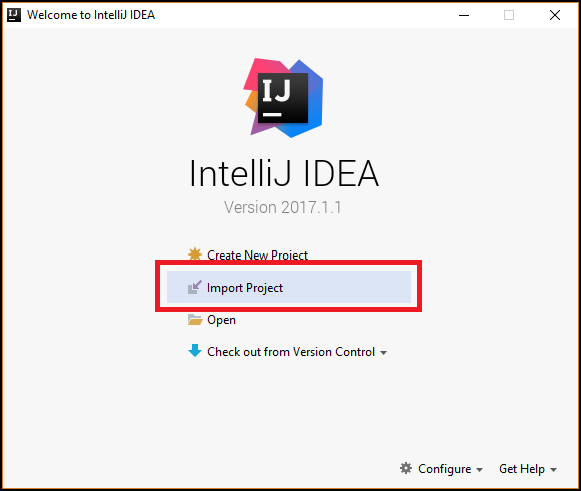 Welcome to IntelliJ IDEA
IJ
IntelliJ IDEA
Version 2017.1.1
Create New Project
Import Project
Open
Check out from Version Control
Configure
Get Help